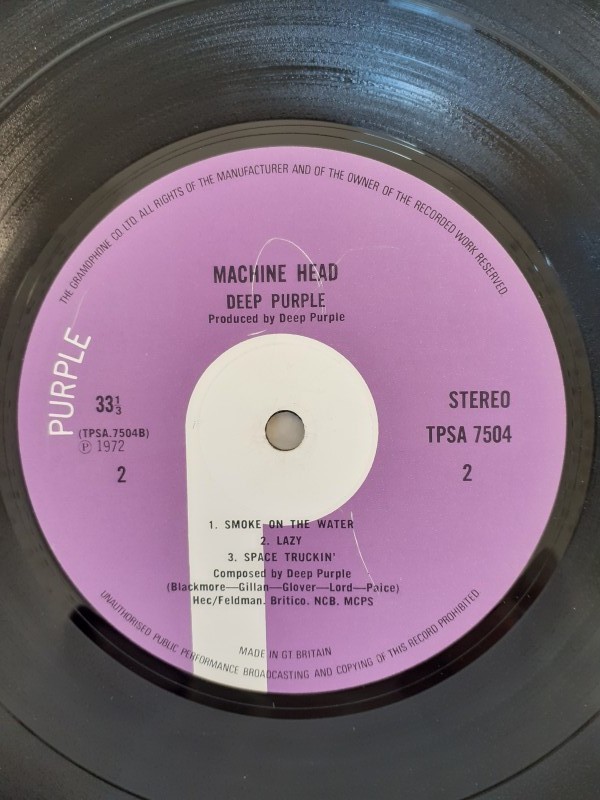 THE GRAMOPHONE CO. LTD. ALL RIGHTS OF THE MANUFACTURER AND OF THE OWNER OF THE RECORDED WORK RESERVED.
MACHINE HEAD
DEEP PURPLE
Produced by Deep Purple
PURPLE
33⅓
(TPSA.7504B)
℗ 1972
2
STEREO
TPSA 7504
2
1. SMOKE ON THE WATER
2. LAZY
3. SPACE TRUCKIN'
Composed by Deep Purple
(Blackmore—Gillan—Glover—Lord—Paice)
Hec/Feldman. Britico. NCB. MCPS
MADE IN GT BRITAIN
UNAUTHORISED PUBLIC PERFORMANCE BROADCASTING AND COPYING OF THIS RECORD PROHIBITED